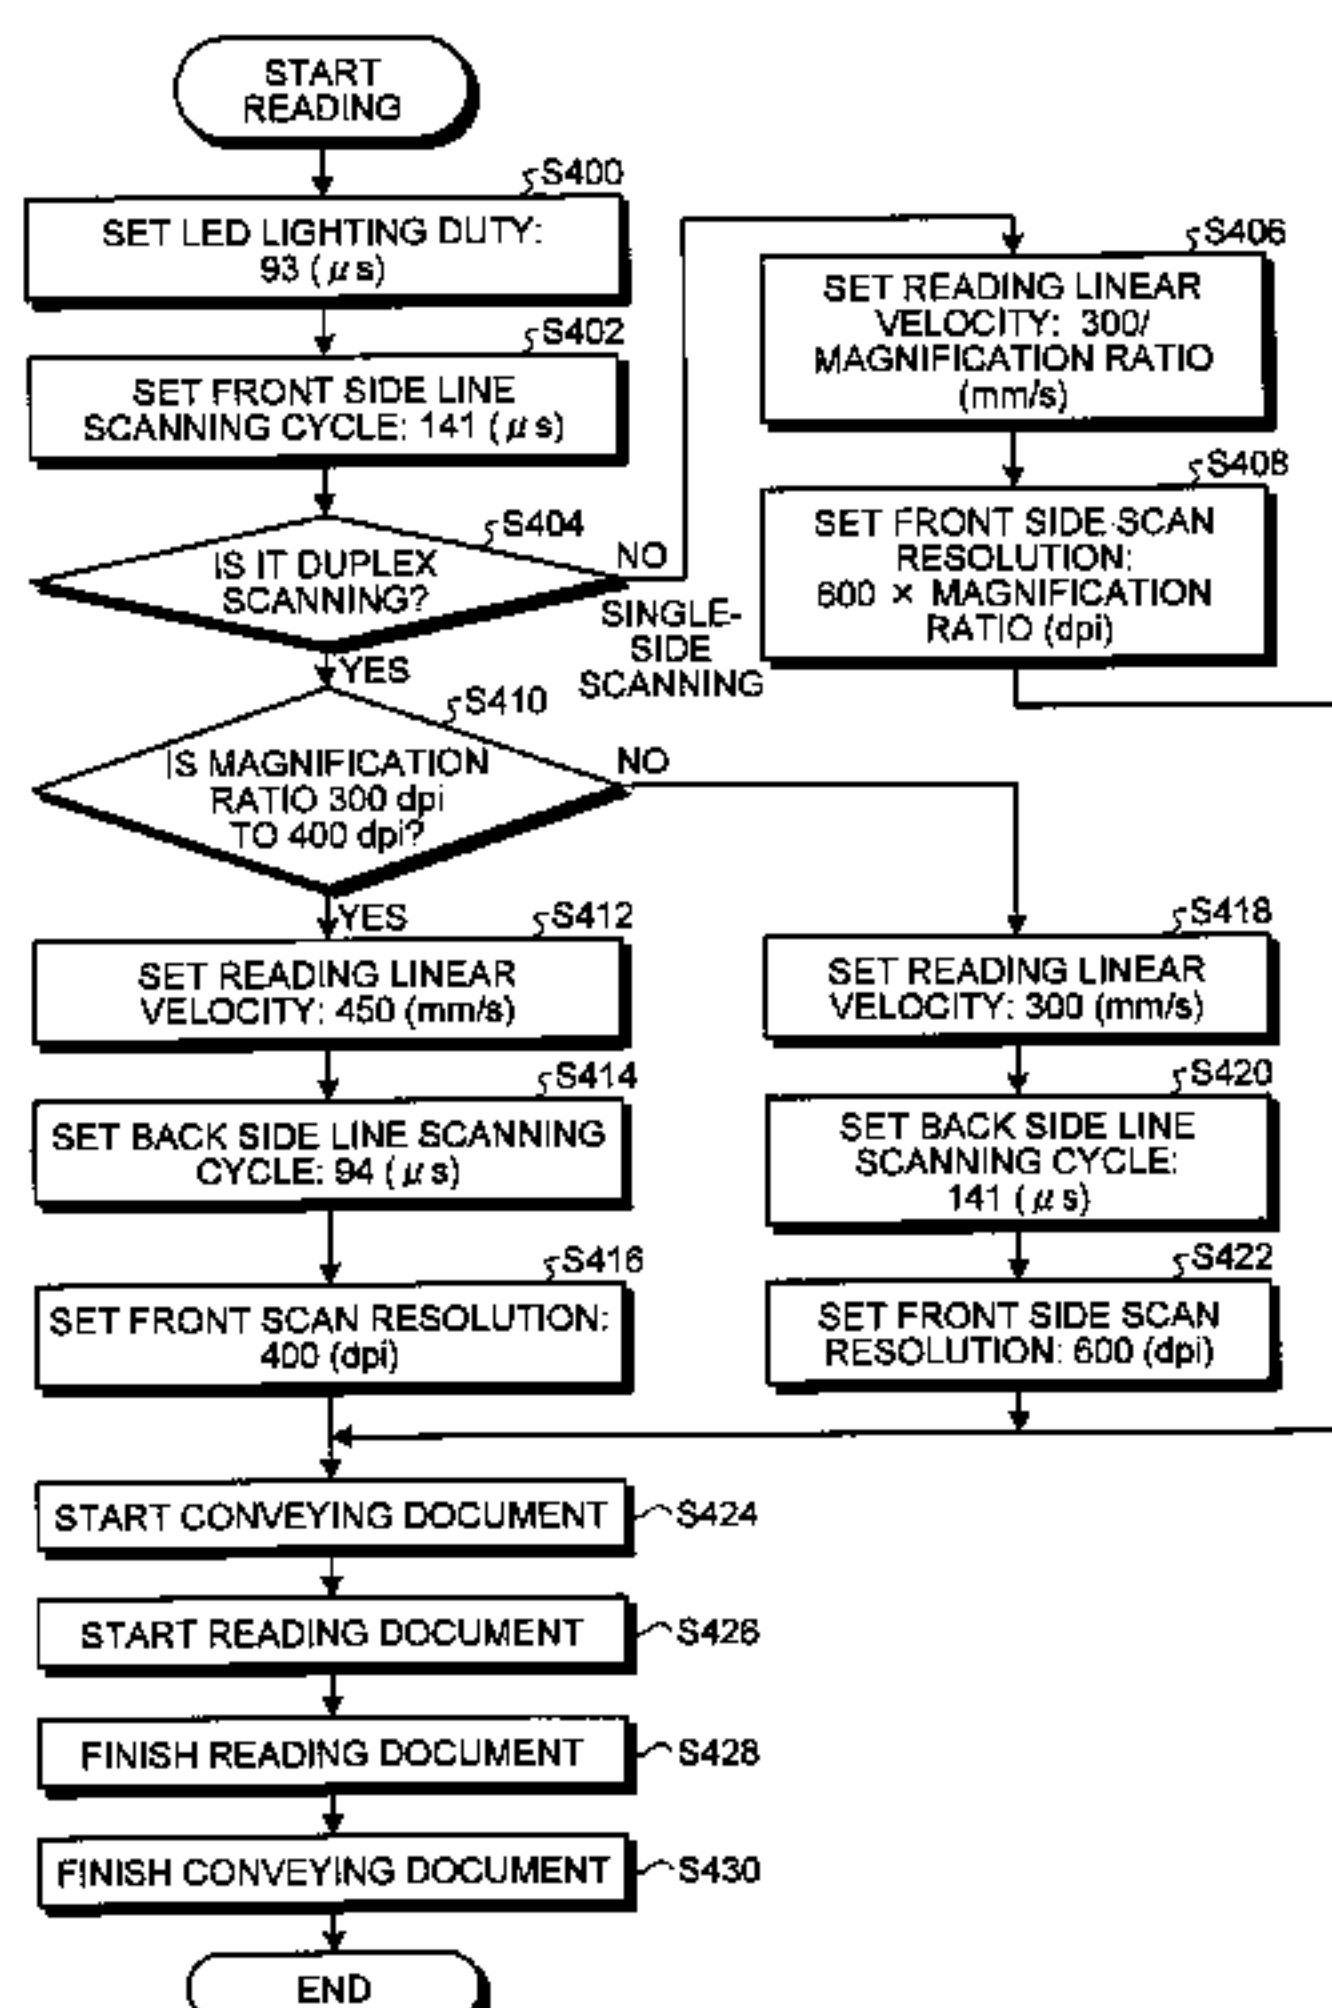 START
READING
S400
SET LED LIGHTING DUTY:
93 (μs)
S402
SET FRONT SIDE LINE
SCANNING CYCLE: 141 (μs)
S404
IS IT DUPLEX
SCANNING?
NO
SINGLE-
SIDE
SCANNING
YES
S406
SET READING LINEAR
VELOCITY: 300/
MAGNIFICATION RATIO
(mm/s)
S408
SET FRONT SIDE SCAN
RESOLUTION:
600 × MAGNIFICATION
RATIO (dpi)
S410
IS MAGNIFICATION
RATIO 300 dpi
TO 400 dpi?
NO
YES
S412
SET READING LINEAR
VELOCITY: 450 (mm/s)
S414
SET BACK SIDE LINE SCANNING
CYCLE: 94 (μs)
S416
SET FRONT SCAN RESOLUTION:
400 (dpi)
S418
SET READING LINEAR
VELOCITY: 300 (mm/s)
S420
SET BACK SIDE LINE
SCANNING CYCLE:
141 (μs)
S422
SET FRONT SIDE SCAN
RESOLUTION: 600 (dpi)
START CONVEYING DOCUMENT
S424
START READING DOCUMENT
S426
FINISH READING DOCUMENT
S428
FINISH CONVEYING DOCUMENT
S430
END